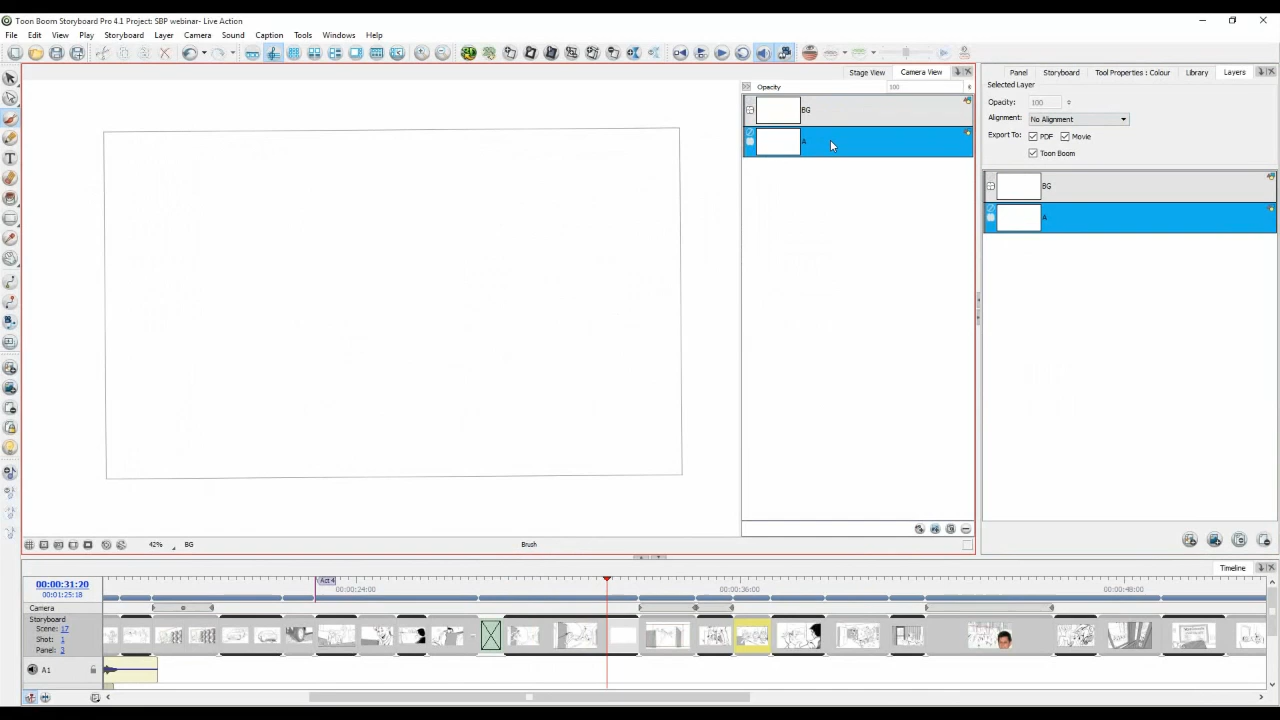 Toon Boom Storyboard Pro 4.1 Project: SBP webinar- Live Action
File Edit View Play Storyboard Layer Camera Sound Caption Tools Windows Help
Stage View Camera View
Panel Storyboard Tool Properties : Colour Library Layers
Opacity 100
BG
A
Selected Layer
Opacity: 100
Alignment: No Alignment
Export To: PDF Movie
Toon Boom
BG
A
42% BG Brush
Timeline
00:00:31:20
00:01:25:18
Act 4
00:00:24:00 00:00:36:00 00:00:48:00
Camera
Storyboard
Scene: 17
Shot: 1
Panel: 3
A1